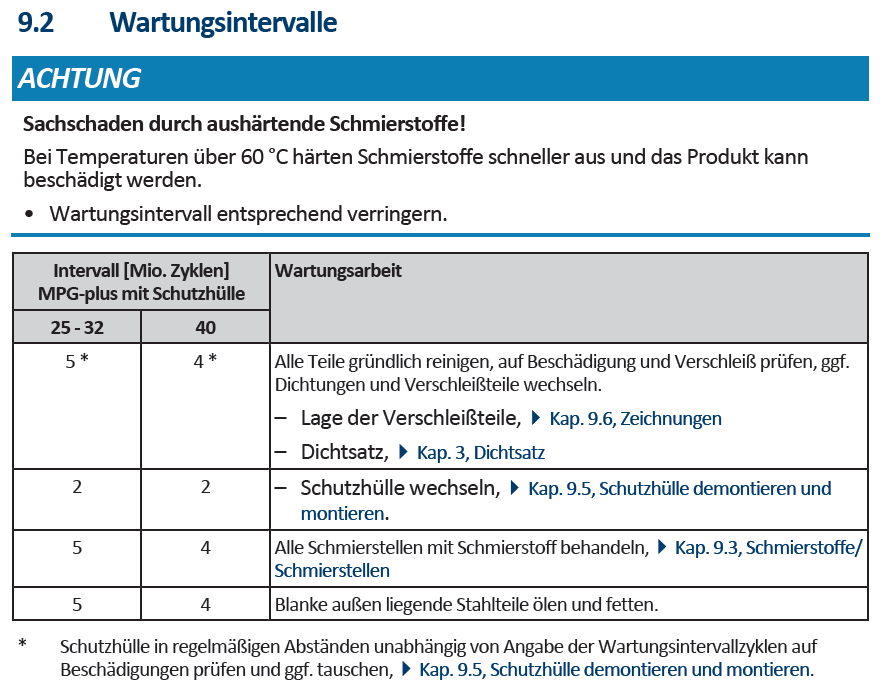 9.2 Wartungsintervalle
ACHTUNG
Sachschaden durch aushärtende Schmierstoffe!
Bei Temperaturen über 60 °C härten Schmierstoffe schneller aus und das Produkt kann
beschädigt werden.
• Wartungsintervall entsprechend verringern.
Intervall [Mio. Zyklen]
MPG-plus mit Schutzhülle
Wartungsarbeit
25 - 32 40
5 * 4 * Alle Teile gründlich reinigen, auf Beschädigung und Verschleiß prüfen, ggf.
Dichtungen und Verschleißteile wechseln.
– Lage der Verschleißteile, ▶ Kap. 9.6, Zeichnungen
– Dichtsatz, ▶ Kap. 3, Dichtsatz
2 2 – Schutzhülle wechseln, ▶ Kap. 9.5, Schutzhülle demontieren und
montieren.
5 4 Alle Schmierstellen mit Schmierstoff behandeln, ▶ Kap. 9.3, Schmierstoffe/
Schmierstellen
5 4 Blanke außen liegende Stahlteile ölen und fetten.
* Schutzhülle in regelmäßigen Abständen unabhängig von Angabe der Wartungsintervallzyklen auf
Beschädigungen prüfen und ggf. tauschen, ▶ Kap. 9.5, Schutzhülle demontieren und montieren.